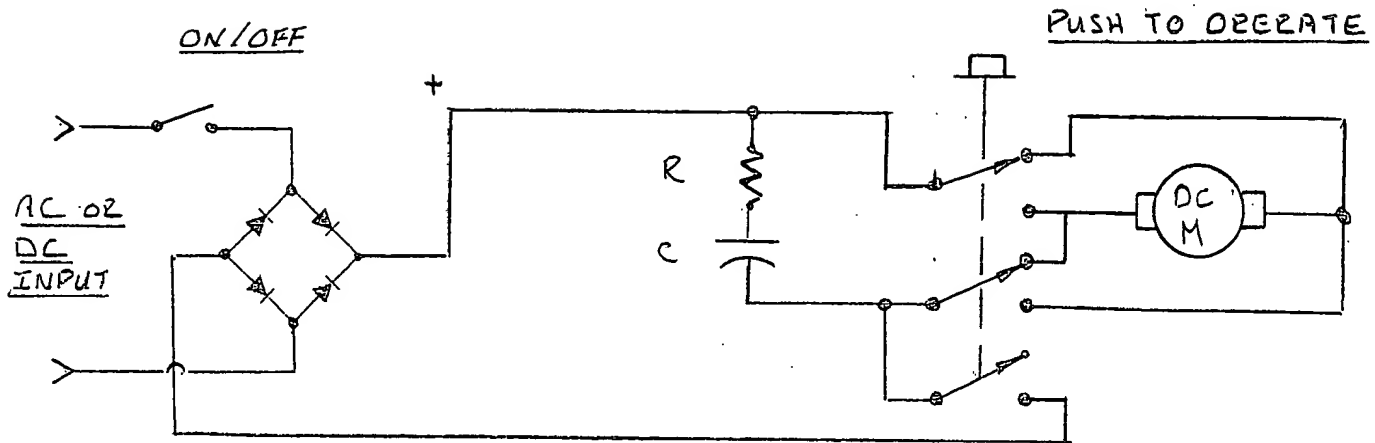 ON/OFF
PUSH TO OPERATE
+
AC OR
DC
INPUT
R
C
DC
M